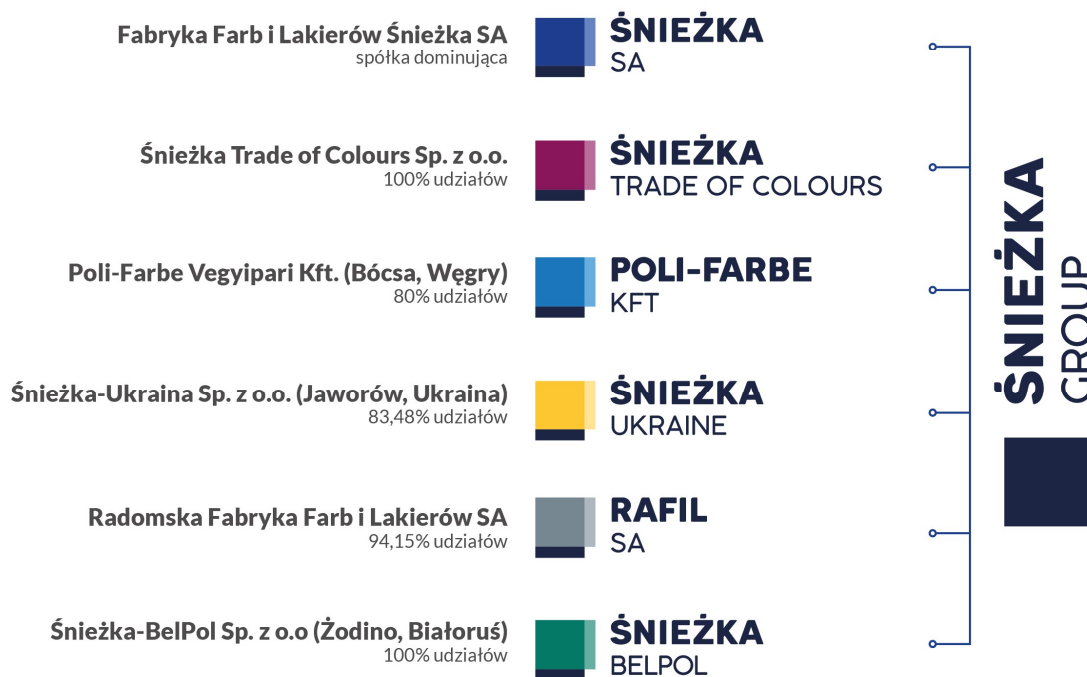 Fabryka Farb i Lakierów Śnieżka SA
spółka dominująca
ŚNIEŻKA
SA
Śnieżka Trade of Colours Sp. z o.o.
100% udziałów
ŚNIEŻKA
TRADE OF COLOURS
Poli-Farbe Vegyipari Kft. (Bócsa, Węgry)
80% udziałów
POLI-FARBE
KFT
Śnieżka-Ukraina Sp. z o.o. (Jaworów, Ukraina)
83,48% udziałów
ŚNIEŻKA
UKRAINE
Radomska Fabryka Farb i Lakierów SA
94,15% udziałów
RAFIL
SA
Śnieżka-BelPol Sp. z o.o (Żodino, Białoruś)
100% udziałów
ŚNIEŻKA
BELPOL
ŚNIEŻKA
GROUP